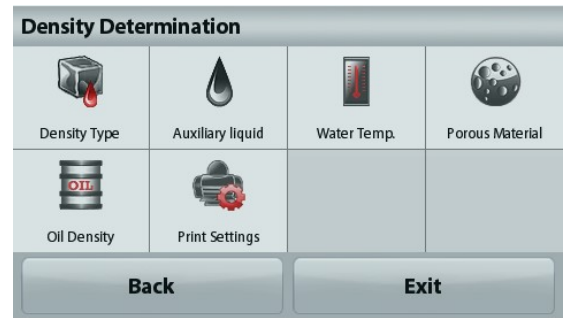 Density Determination
Density Type
Auxiliary liquid
Water Temp.
Porous Material
OIL
Oil Density
Print Settings
Back
Exit